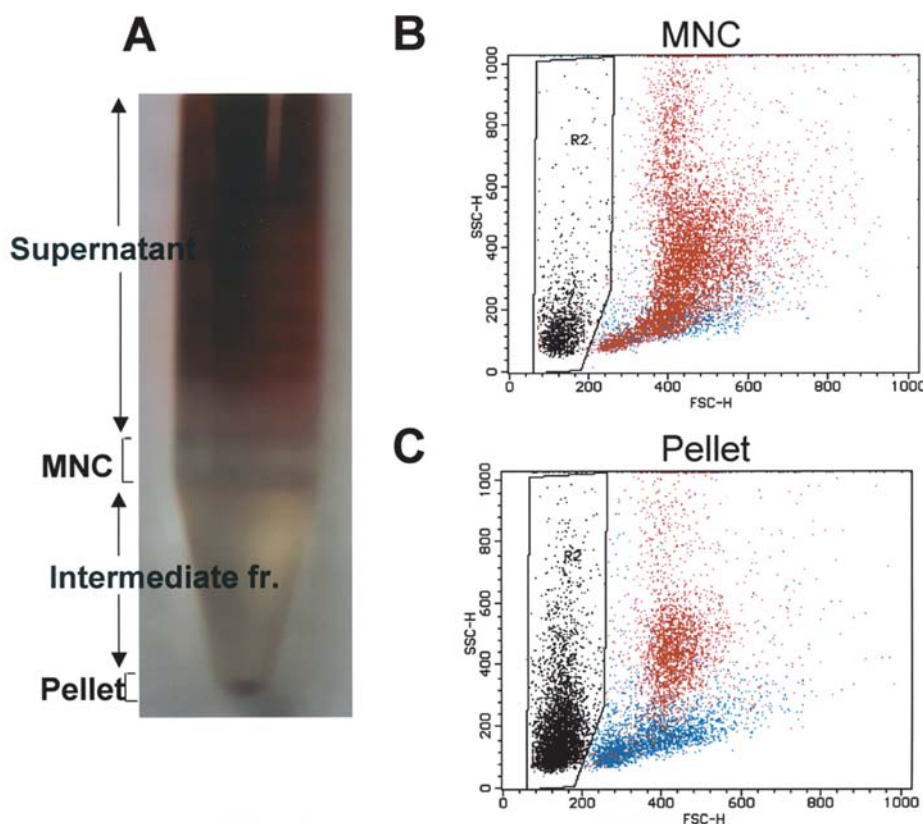 A
Supernatant
MNC
Intermediate fr.
Pellet
B
MNC
1000
800
600
400
200
0
SSC-H
R2
0 200 400 600 800 1000
FSC-H
C
Pellet
1000
800
600
400
200
0
SSC-H
R2
0 200 400 600 800 1000
FSC-H